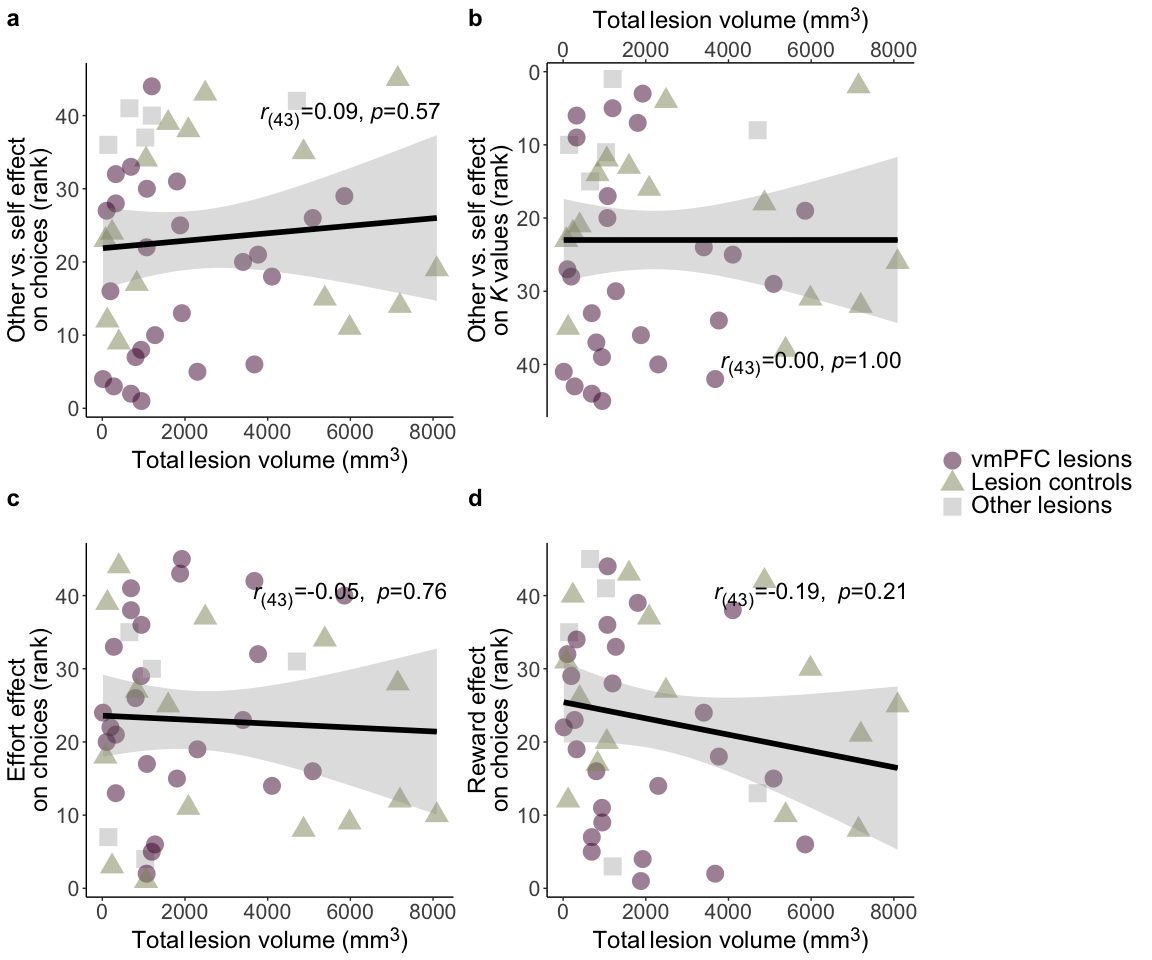 a
Other vs. self effect
on choices (rank)
40
30
20
10
0
r(43)=0.09, p=0.57
0 2000 4000 6000 8000
Total lesion volume (mm3)
b
Total lesion volume (mm3)
0 2000 4000 6000 8000
Other vs. self effect
on K values (rank)
0
10
20
30
40
r(43)=0.00, p=1.00
vmPFC lesions
Lesion controls
Other lesions
c
Effort effect
on choices (rank)
40
30
20
10
0
r(43)=-0.05, p=0.76
0 2000 4000 6000 8000
Total lesion volume (mm3)
d
Reward effect
on choices (rank)
40
30
20
10
0
r(43)=-0.19, p=0.21
0 2000 4000 6000 8000
Total lesion volume (mm3)